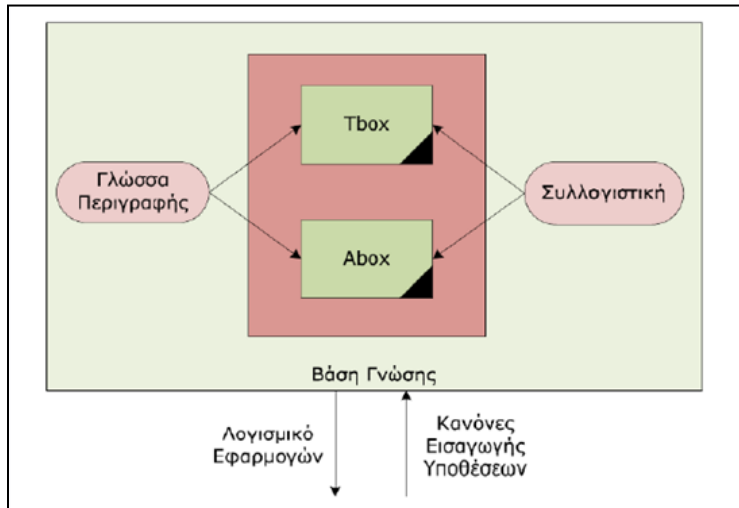 Tbox
Γλώσσα
Περιγραφής
Συλλογιστική
Abox
Βάση Γνώσης
Λογισμικό
Εφαρμογών
Κανόνες
Εισαγωγής
Υποθέσεων